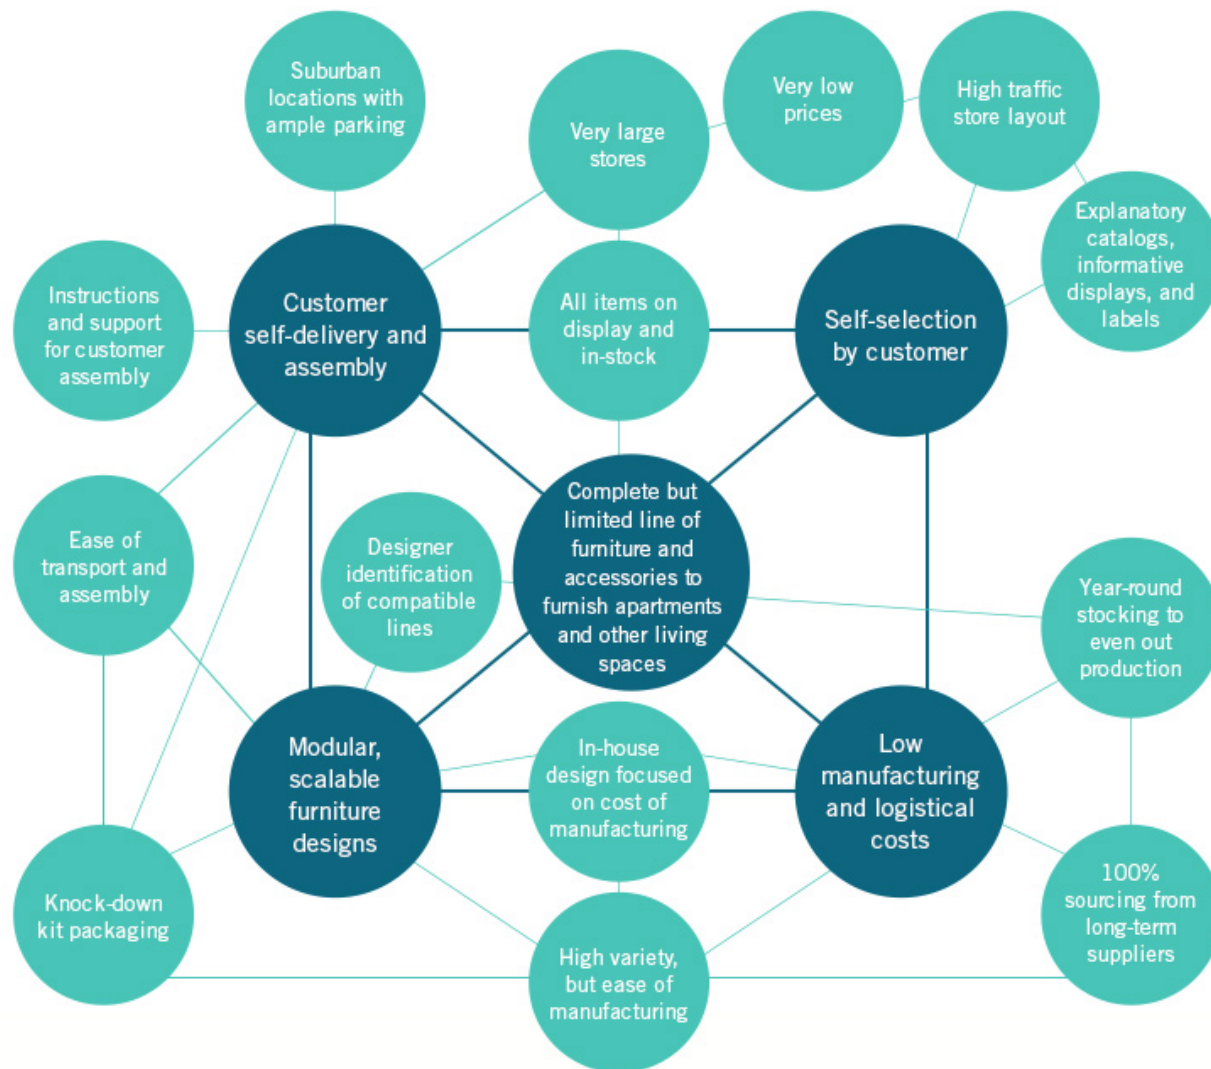 Suburban
locations with
ample parking
Very large
stores
Very low
prices
High traffic
store layout
Explanatory
catalogs,
informative
displays, and
labels
Instructions
and support
for customer
assembly
Customer
self-delivery and
assembly
All items on
display and
in-stock
Self-selection
by customer
Ease of
transport and
assembly
Designer
identification
of compatible
lines
Complete but
limited line of
furniture and
accessories to
furnish apartments
and other living
spaces
Year-round
stocking to
even out
production
Modular,
scalable
furniture
designs
In-house
design focused
on cost of
manufacturing
Low
manufacturing
and logistical
costs
Knock-down
kit packaging
High variety,
but ease of
manufacturing
100%
sourcing from
long-term
suppliers